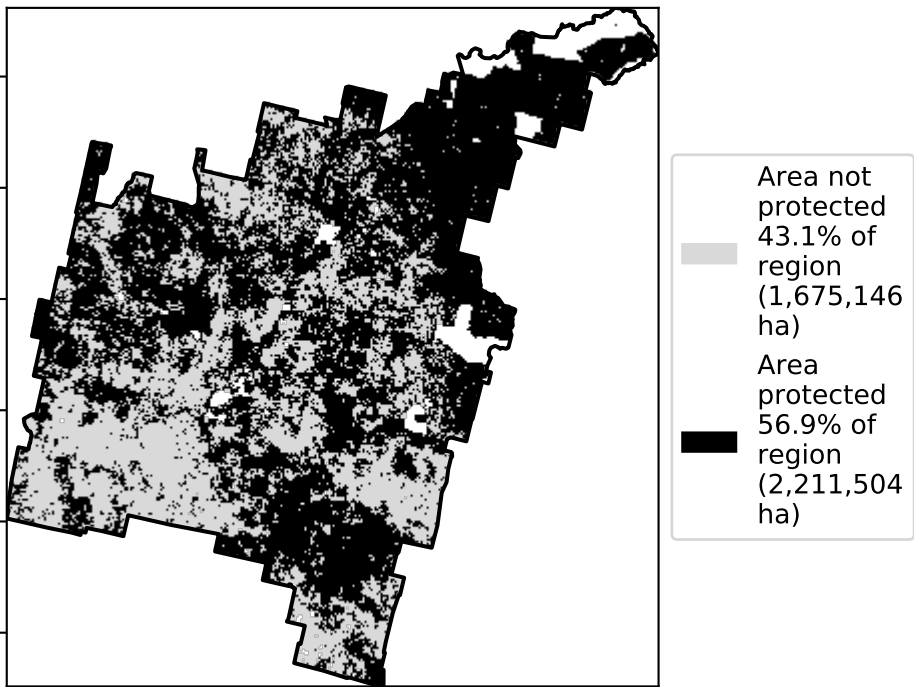 Area not
protected
43.1% of
region
(1,675,146
ha)
Area
protected
56.9% of
region
(2,211,504
ha)